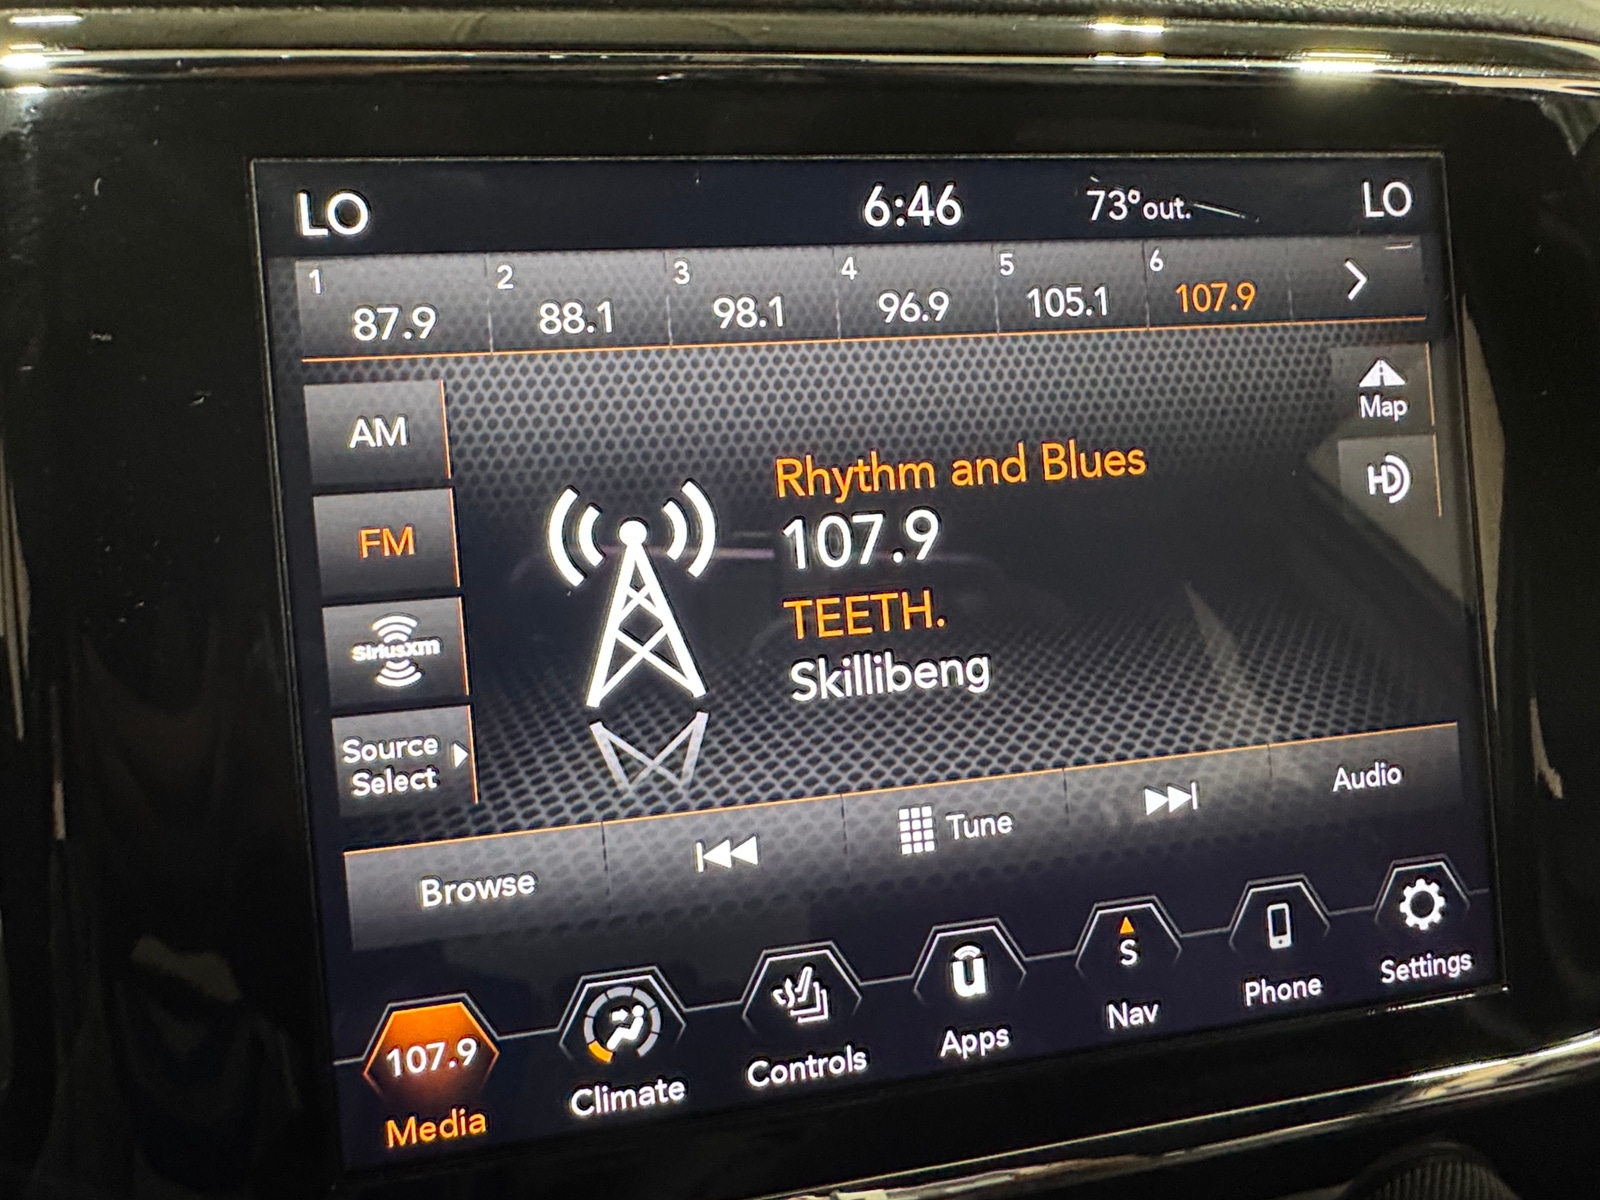 LO 6:46 73°out. LO
1 2 3 4 5 6
87.9 88.1 98.1 96.9 105.1 107.9
AM
FM
SiriusXM
Source
Select
Rhythm and Blues
107.9
TEETH.
Skillibeng
Map
HD
Browse Tune Audio
107.9 u S
Media Climate Controls Apps Nav Phone Settings